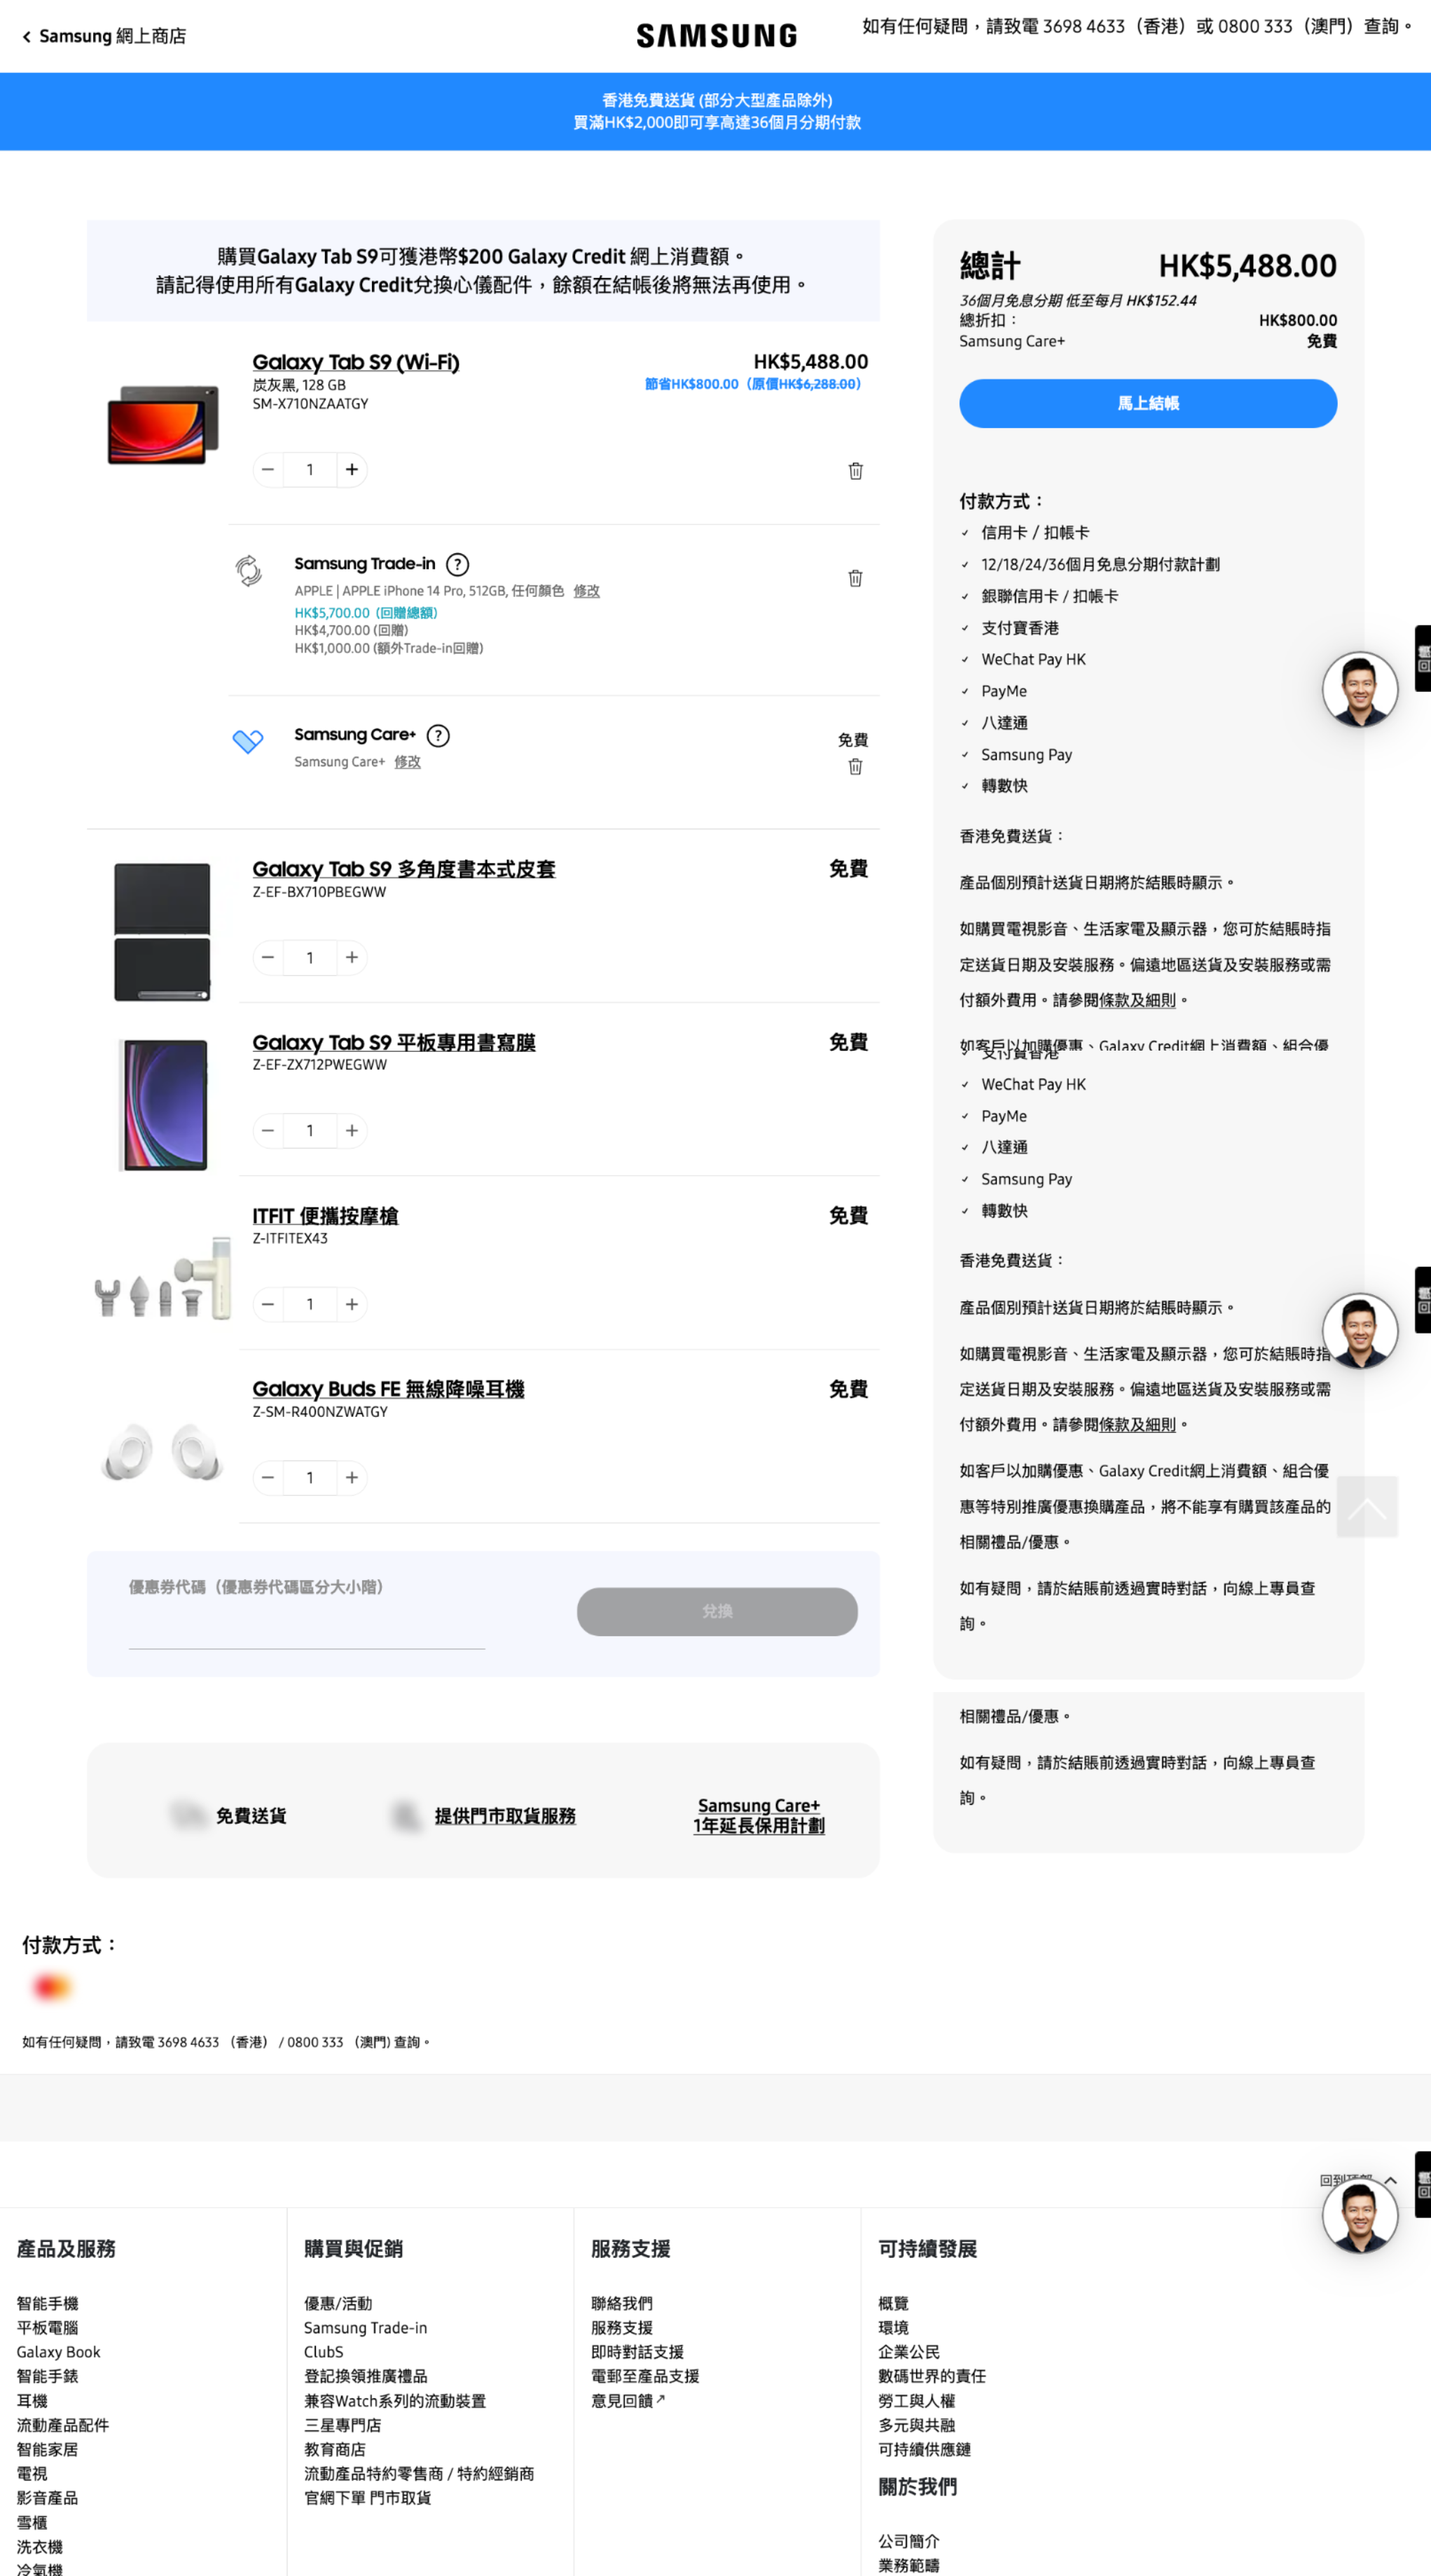 Samsung 網上商店
SAMSUNG
如有任何疑問，請致電 3698 4633（香港）或 0800 333（澳門）查詢。
香港免費送貨 (部分大型產品除外)
買滿HK$2,000即可享高達36個月分期付款
購買Galaxy Tab S9可獲港幣$200 Galaxy Credit 網上消費額。
請記得使用所有Galaxy Credit兌換心儀配件，餘額在結帳後將無法再使用。
Galaxy Tab S9 (Wi-Fi)
HK$5,488.00
炭灰黑, 128 GB
節省HK$800.00（原價HK$6,288.00）
SM-X710NZAATGY
1
Samsung Trade-in ?
APPLE | APPLE iPhone 14 Pro, 512GB, 任何顏色 修改
HK$5,700.00 (回贈總額)
HK$4,700.00 (回贈)
HK$1,000.00 (額外Trade-in回贈)
Samsung Care+ ?
免費
Samsung Care+ 修改
Galaxy Tab S9 多角度書本式皮套
免費
Z-EF-BX710PBEGWW
1
Galaxy Tab S9 平板專用書寫膜
免費
Z-EF-ZX712PWEGWW
1
ITFIT 便攜按摩槍
免費
Z-ITFITEX43
1
Galaxy Buds FE 無線降噪耳機
免費
Z-SM-R400NZWATGY
1
優惠券代碼（優惠券代碼區分大小階）
兌換
免費送貨
提供門市取貨服務
Samsung Care+
1年延長保用計劃
總計
HK$5,488.00
36個月免息分期 低至每月 HK$152.44
總折扣：
HK$800.00
Samsung Care+
免費
馬上結帳
付款方式：
信用卡 / 扣帳卡
12/18/24/36個月免息分期付款計劃
銀聯信用卡 / 扣帳卡
支付寶香港
WeChat Pay HK
PayMe
八達通
Samsung Pay
轉數快
香港免費送貨：
產品個別預計送貨日期將於結賬時顯示。
如購買電視影音、生活家電及顯示器，您可於結賬時指
定送貨日期及安裝服務。偏遠地區送貨及安裝服務或需
付額外費用。請參閱條款及細則。
如客戶以加購優惠、Galaxy Credit網上消費額、組合優
支付寶香港
WeChat Pay HK
PayMe
八達通
Samsung Pay
轉數快
香港免費送貨：
產品個別預計送貨日期將於結賬時顯示。
如購買電視影音、生活家電及顯示器，您可於結賬時指
定送貨日期及安裝服務。偏遠地區送貨及安裝服務或需
付額外費用。請參閱條款及細則。
如客戶以加購優惠、Galaxy Credit網上消費額、組合優
惠等特別推廣優惠換購產品，將不能享有購買該產品的
相關禮品/優惠。
如有疑問，請於結賬前透過實時對話，向線上專員查
詢。
相關禮品/優惠。
如有疑問，請於結賬前透過實時對話，向線上專員查
詢。
付款方式：
如有任何疑問，請致電 3698 4633 （香港） / 0800 333 （澳門) 查詢。
產品及服務
智能手機
平板電腦
Galaxy Book
智能手錶
耳機
流動產品配件
智能家居
電視
影音產品
雪櫃
洗衣機
冷氣機
購買與促銷
優惠/活動
Samsung Trade-in
ClubS
登記換領推廣禮品
兼容Watch系列的流動裝置
三星專門店
教育商店
流動產品特約零售商 / 特約經銷商
官網下單 門市取貨
服務支援
聯絡我們
服務支援
即時對話支援
電郵至產品支援
意見回饋
可持續發展
概覽
環境
企業公民
數碼世界的責任
勞工與人權
多元與共融
可持續供應鏈
關於我們
公司簡介
業務範疇